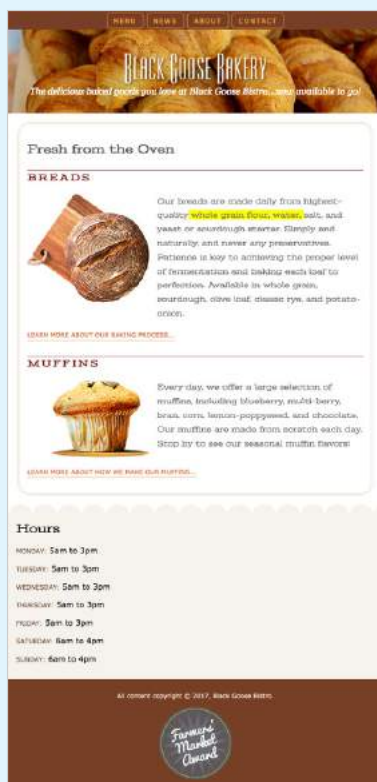 MENU NEWS ABOUT CONTACT
BLACK GOOSE BAKERY
The delicious baked goods you love at Black Goose Bistro...now available to go!
Fresh from the Oven
BREADS
Our breads are made daily from highest-
quality whole grain flour, water, salt, and
yeast or sourdough starter. Simply and
naturally, and never any preservatives.
Patience is key to achieving the proper level
of fermentation and baking each loaf to
perfection. Available in whole grain,
sourdough, olive loaf, classic rye, and potato-
onion.
LEARN MORE ABOUT OUR BAKING PROCESS...
MUFFINS
Every day, we offer a large selection of
muffins, including blueberry, multi-berry,
bran, corn, lemon-poppyseed, and chocolate.
Our muffins are made from scratch each day.
Stop by to see our seasonal muffin flavors!
LEARN MORE ABOUT HOW WE MAKE OUR MUFFINS...
Hours
MONDAY: 5am to 3pm
TUESDAY: 5am to 3pm
WEDNESDAY: 5am to 3pm
THURSDAY: 5am to 3pm
FRIDAY: 5am to 3pm
SATURDAY: 6am to 4pm
SUNDAY: 6am to 4pm
All content copyright © 2017, Black Goose Bistro.
Farmers'
Market
Award